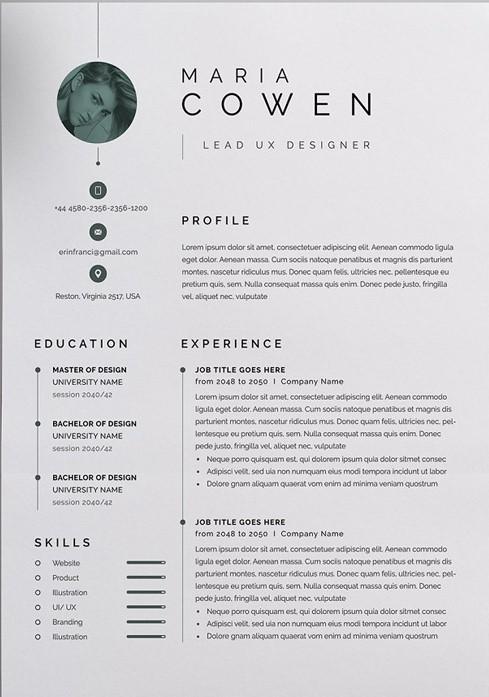 MARIA
COWEN
LEAD UX DESIGNER
+44 4580-2356-2356-1200
erinfranci@gmail.com
Reston, Virginia 2517, USA
PROFILE
Lorem ipsum dolor sit amet, consectetuer adipiscing elit. Aenean commodo ligula
eget dolor. Aenean massa. Cum sociis natoque penatibus et magnis dis parturient
montes, nascetur ridiculus mus. Donec quam felis, ultricies nec, pellentesque eu
pretium quis, sem. Nulla consequat massa quis enim. Donec pede justo, fringilla
vel, aliquet nec, vulputate
EDUCATION
MASTER OF DESIGN
UNIVERSITY NAME
session 2040/42
BACHELOR OF DESIGN
UNIVERSITY NAME
session 2040/42
BACHELOR OF DESIGN
UNIVERSITY NAME
session 2040/42
SKILLS
Website
Product
Illustration
UI/ UX
Branding
Illustration
EXPERIENCE
JOB TITLE GOES HERE
from 2048 to 2050 I Company Name
Lorem ipsum dolor sit amet, consectetuer adipiscing elit. Aenean commodo
ligula eget dolor. Aenean massa. Cum sociis natoque penatibus et magnis dis
parturient montes, nascetur ridiculus mus. Donec quam felis, ultricies nec, pel-
lentesque eu pretium quis, sem. Nulla consequat massa quis enim. Donec
pede justo, fringilla vel, aliquet nec, vulputate
• Neque porro quisquam est, qui dolorem ipsum quia dolor sitmet consec
• Adipisci velit, sed uia non numquam eius modi tempora incidunt ut labor
• Dolore gnam aliquam quaerat vom enim ad minima veniam quostrum
JOB TITLE GOES HERE
from 2048 to 2050 I Company Name
Lorem ipsum dolor sit amet, consectetuer adipiscing elit. Aenean commodo
ligula eget dolor. Aenean massa. Cum sociis natoque penatibus et magnis dis
parturient montes, nascetur ridiculus mus. Donec quam felis, ultricies nec, pel-
lentesque eu pretium quis, sem. Nulla consequat massa quis enim. Donec
pede justo, fringilla vel, aliquet nec, vulputate
• Neque porro quisquam est, qui dolorem ipsum quia dolor sitmet consec
• Adipisci velit, sed uia non numquam eius modi tempora incidunt ut labor
• Dolore gnam aliquam quaerat vom enim ad minima veniam quostrum